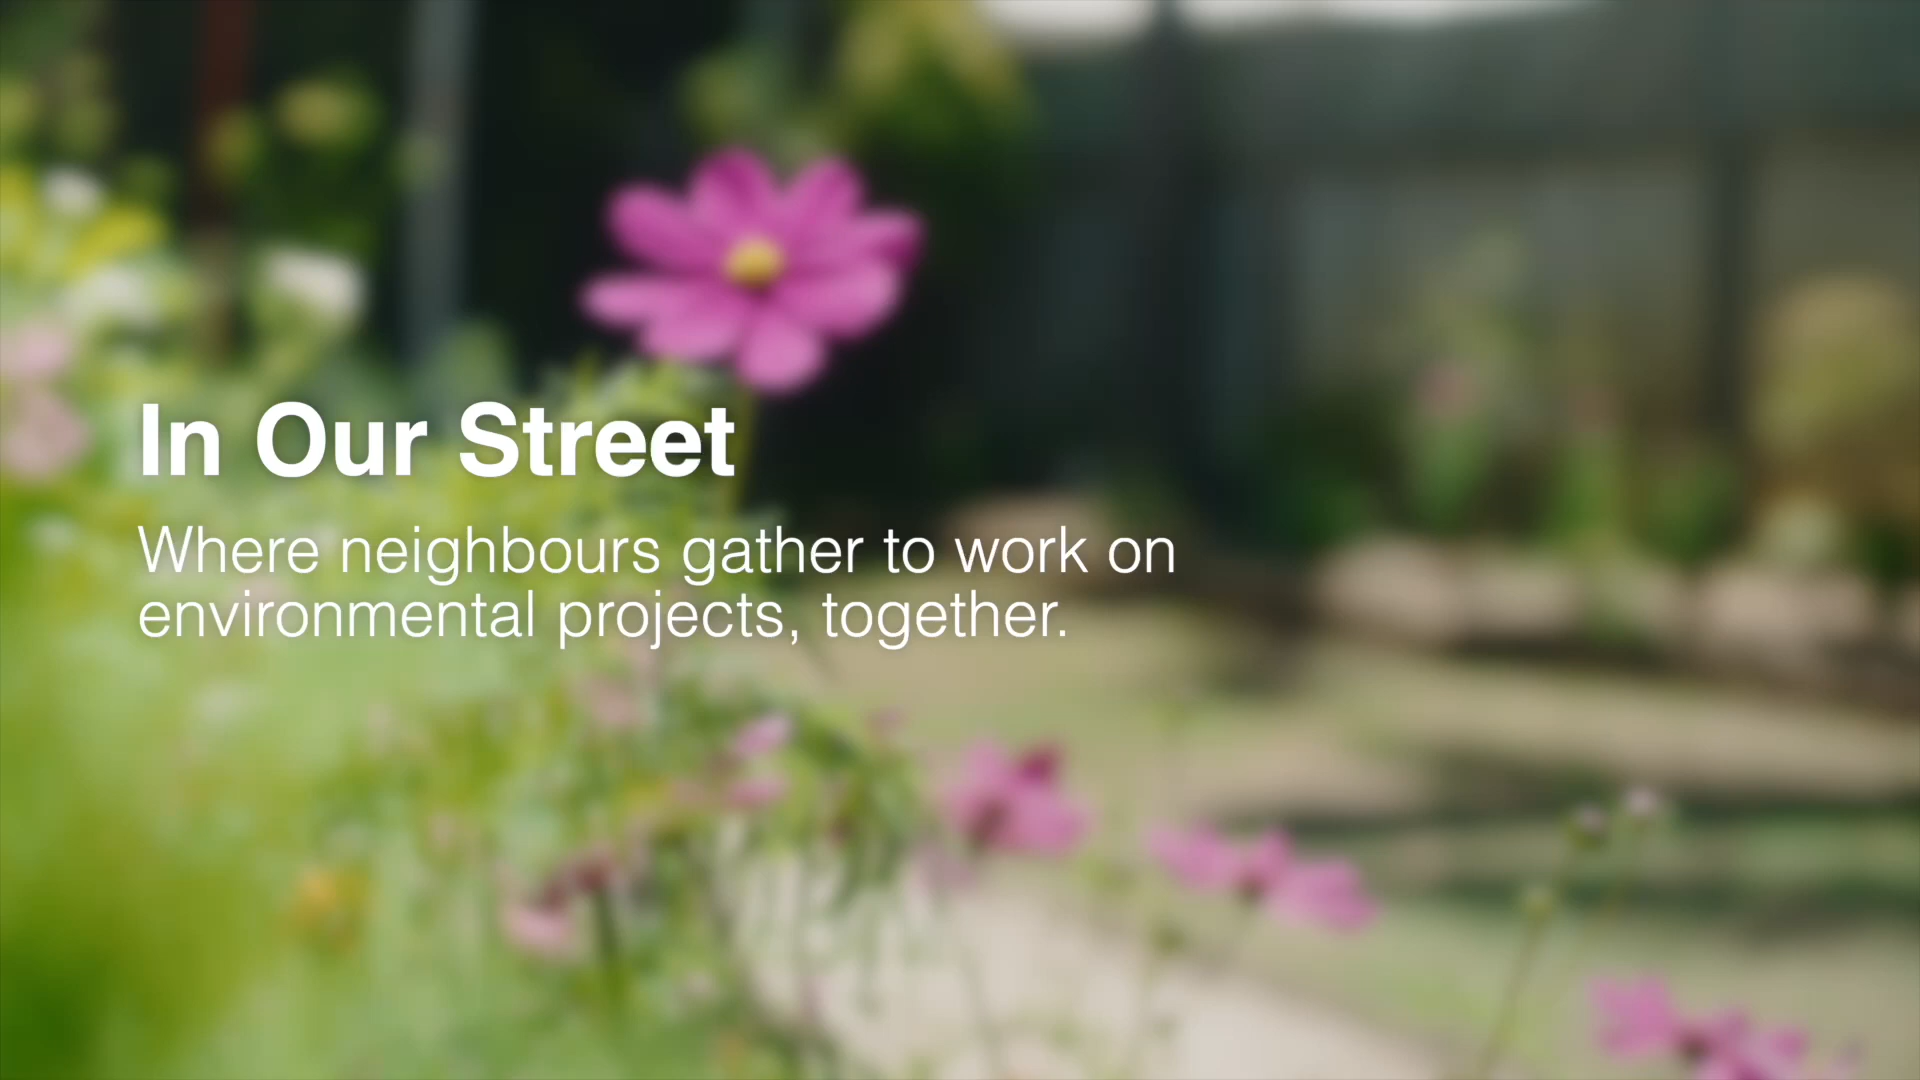 In Our Street
Where neighbours gather to work on
environmental projects, together.